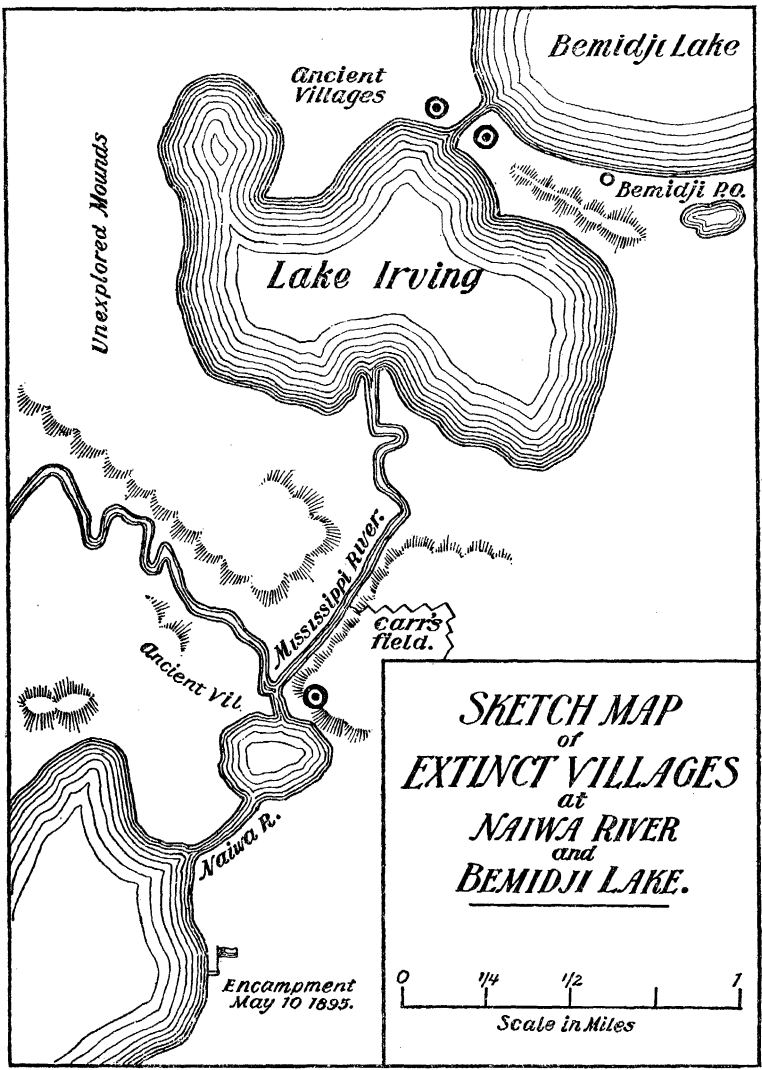 Bemidji Lake
Ancient
Villages
Bemidji P.O.
Unexplored Mounds
Lake Irving
Mississippi River.
Carr's
field.
Ancient Vil.
Naiwa R.
Encampment
May 10 1895.
SKETCH MAP
of
EXTINCT VILLAGES
at
NAIWA RIVER
and
BEMIDJI LAKE.
0 1/4 1/2 1
Scale in Miles